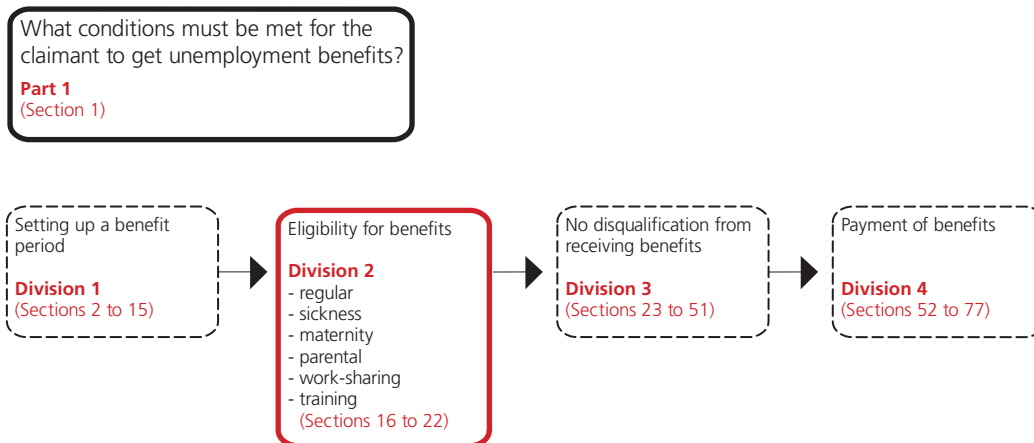 What conditions must be met for the
claimant to get unemployment benefits?
Part 1
(Section 1)
Setting up a benefit
period
Division 1
(Sections 2 to 15)
Eligibility for benefits
Division 2
- regular
- sickness
- maternity
- parental
- work-sharing
- training
(Sections 16 to 22)
No disqualification from
receiving benefits
Division 3
(Sections 23 to 51)
Payment of benefits
Division 4
(Sections 52 to 77)